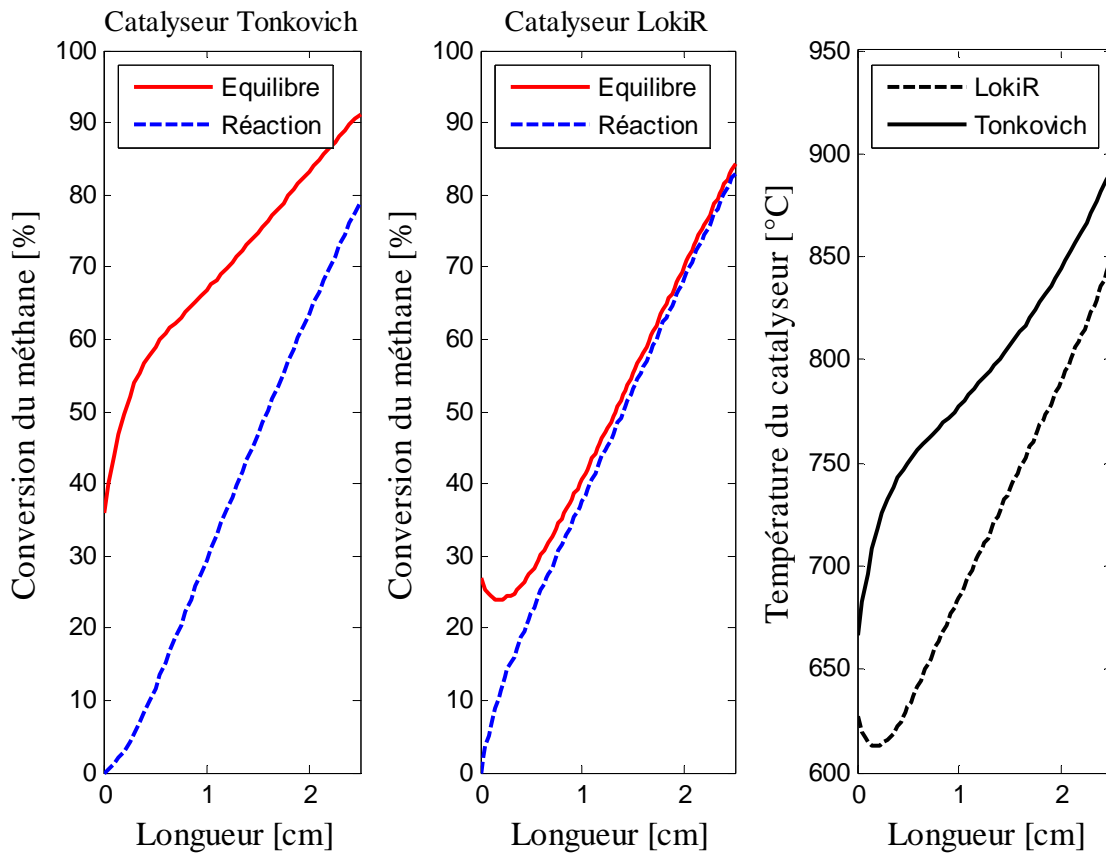 Catalyseur Tonkovich
Conversion du méthane [%]
100
90
80
70
60
50
40
30
20
10
0
Equilibre
Réaction
0 1 2
Longueur [cm]
Catalyseur LokiR
Conversion du méthane [%]
100
90
80
70
60
50
40
30
20
10
0
Equilibre
Réaction
0 1 2
Longueur [cm]
Température du catalyseur [°C]
950
900
850
800
750
700
650
600
LokiR
Tonkovich
0 1 2
Longueur [cm]